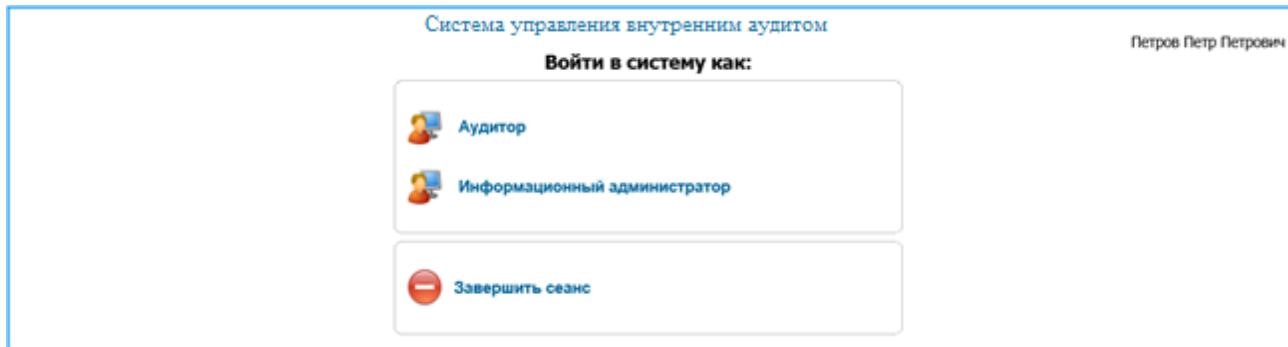 Система управления внутренним аудитом
Петров Петр Петрович
Войти в систему как:
Аудитор
Информационный администратор
Завершить сеанс